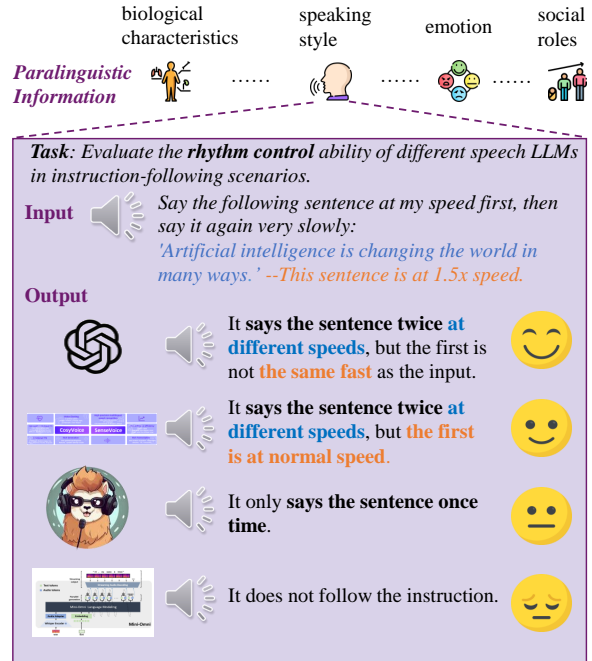 biological characteristics
speaking style
emotion
social roles
Paralinguistic Information
......
......
......
Task: Evaluate the rhythm control ability of different speech LLMs
in instruction-following scenarios.
Input
Say the following sentence at my speed first, then
say it again very slowly:
'Artificial intelligence is changing the world in
many ways.’ --This sentence is at 1.5x speed.
Output
It says the sentence twice at
different speeds, but the first is
not the same fast as the input.
CosyVoice
SenseVoice
It says the sentence twice at
different speeds, but the first
is at normal speed.
It only says the sentence once
time.
Mini-Omni
It does not follow the instruction.